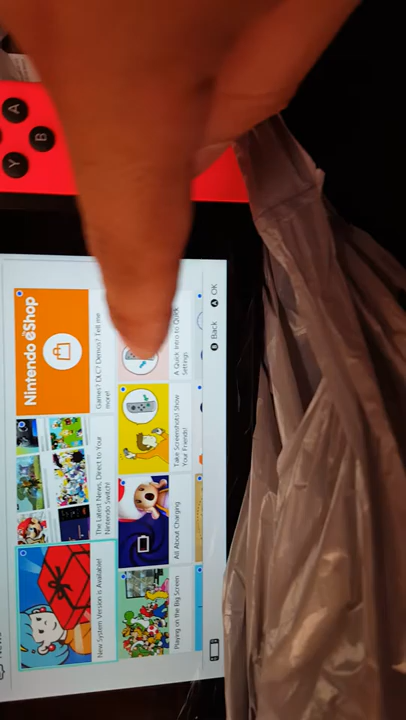 New System Version is Available!
The Latest News, Direct to Your
Nintendo Switch!
Nintendo eShop
Games? DLC? Demos? Tell me
more!
Playing on the Big Screen
All About Charging
Take Screenshots! Show
Your Friends!
A Quick Intro to Quick
Settings
B Back
A OK
Y
B
A